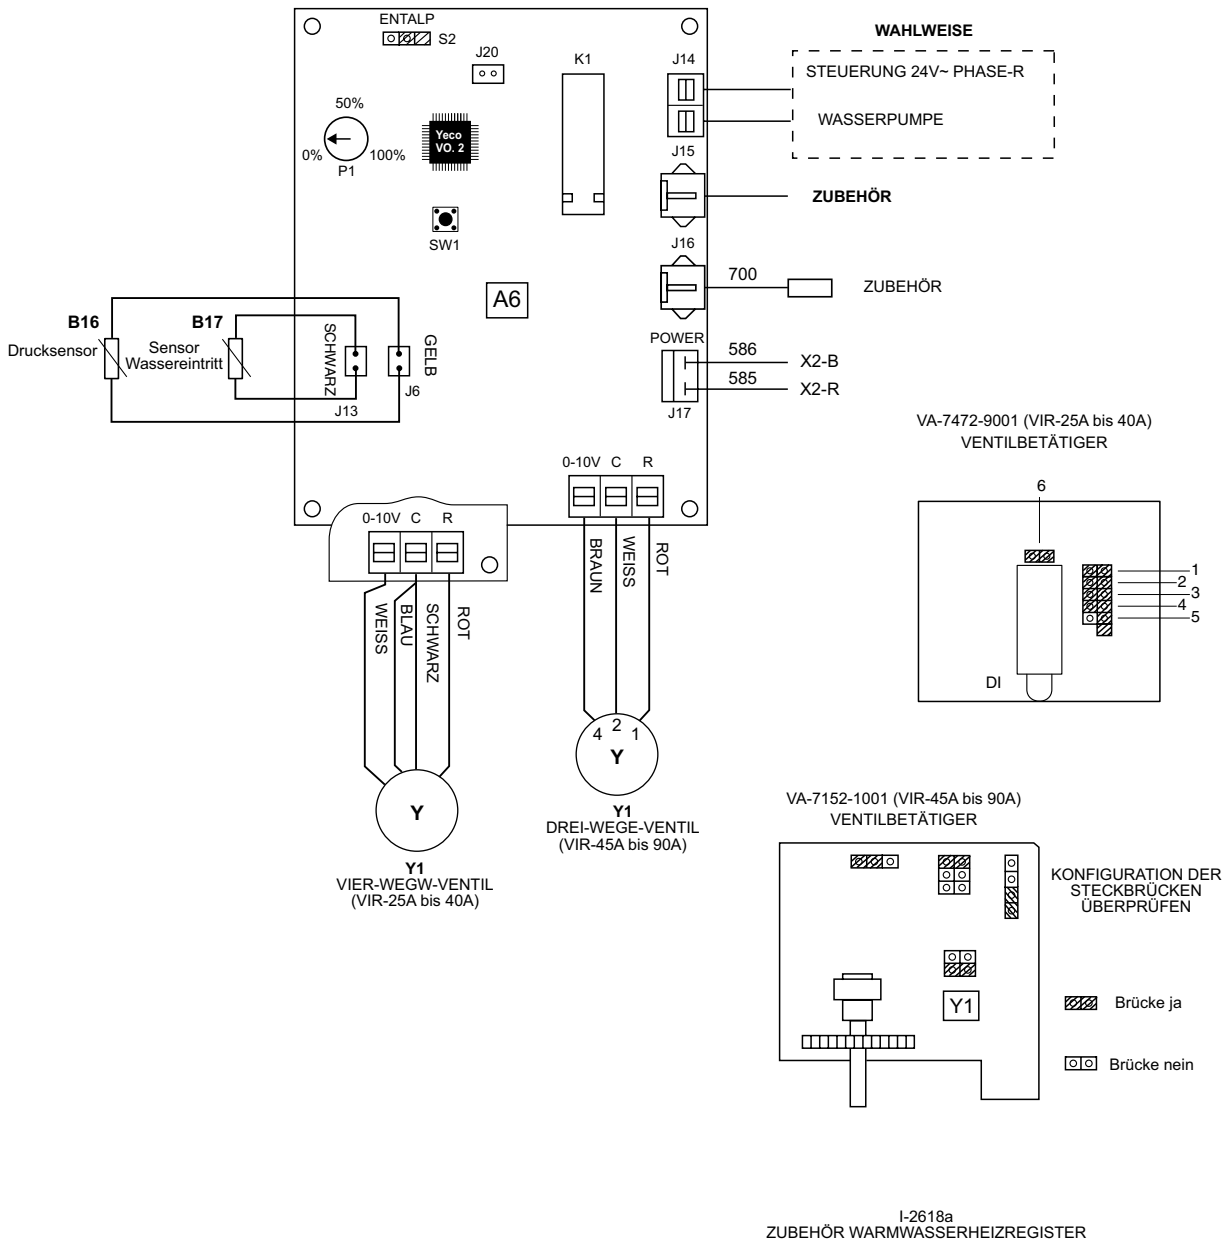 ENTALP
S2
J20
K1
J14
WAHLWEISE
STEUERUNG 24V~ PHASE-R
WASSERPUMPE
50%
0%
100%
P1
Yeco
VO. 2
J15
ZUBEHÖR
SW1
J16
700
ZUBEHÖR
A6
B16
Drucksensor
B17
Sensor
Wassereintritt
SCHWARZ
GELB
J13
J6
POWER
586
X2-B
585
X2-R
J17
VA-7472-9001 (VIR-25A bis 40A)
VENTILBETÄTIGER
6
1
2
3
4
5
DI
0-10V C R
0-10V C R
BRAUN
WEISS
ROT
WEISS
BLAU
SCHWARZ
ROT
4 2 1
Y
Y1
DREI-WEGE-VENTIL
(VIR-45A bis 90A)
Y
Y1
VIER-WEGW-VENTIL
(VIR-25A bis 40A)
VA-7152-1001 (VIR-45A bis 90A)
VENTILBETÄTIGER
KONFIGURATION DER
STECKBRÜCKEN
ÜBERPRÜFEN
Y1
Brücke ja
Brücke nein
I-2618a
ZUBEHÖR WARMWASSERHEIZREGISTER